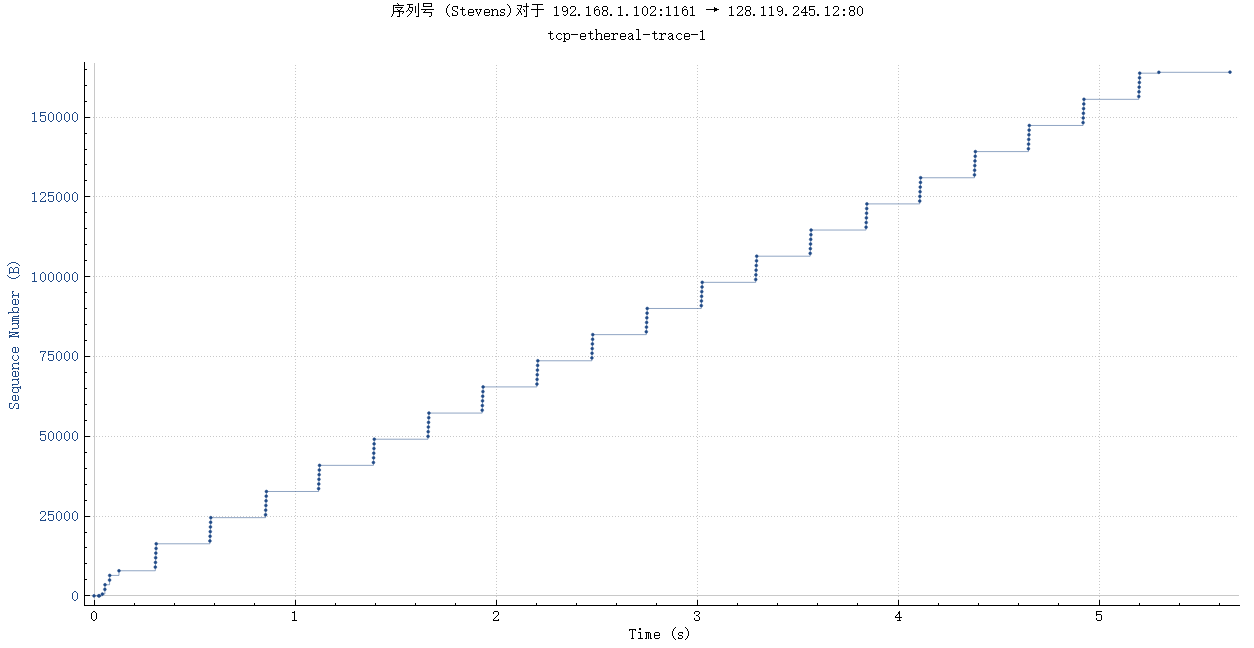 序列号 (Stevens)对于 192.168.1.102:1161 → 128.119.245.12:80
tcp-ethereal-trace-1
Sequence Number (B)
150000
125000
100000
75000
50000
25000
0
0 1 2 3 4 5
Time (s)